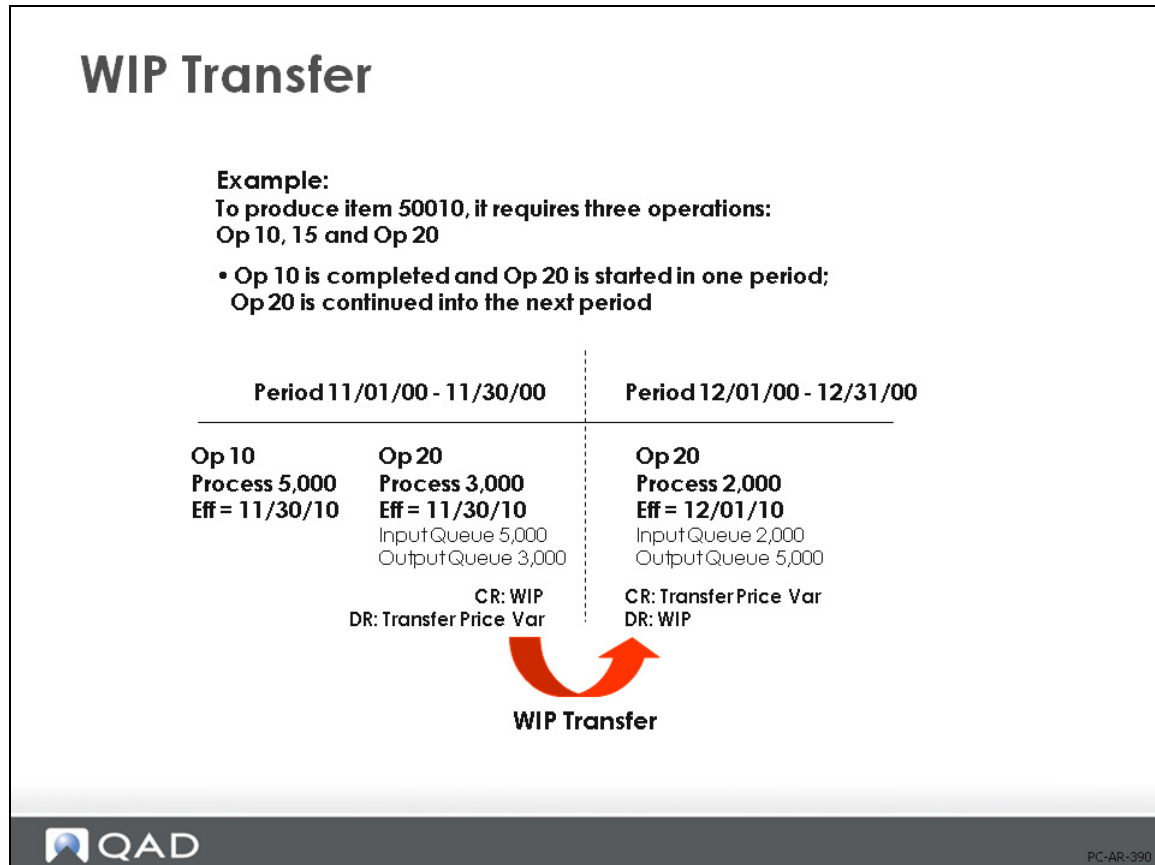 WIP Transfer
Example:
To produce item 50010, it requires three operations:
Op 10, 15 and Op 20
• Op 10 is completed and Op 20 is started in one period;
Op 20 is continued into the next period
Period 11/01/00 - 11/30/00
Period 12/01/00 - 12/31/00
Op 10
Process 5,000
Eff = 11/30/10
Op 20
Process 3,000
Eff = 11/30/10
Input Queue 5,000
Output Queue 3,000
CR: WIP
DR: Transfer Price Var
Op 20
Process 2,000
Eff = 12/01/10
Input Queue 2,000
Output Queue 5,000
CR: Transfer Price Var
DR: WIP
WIP Transfer
QAD
PC-AR-390